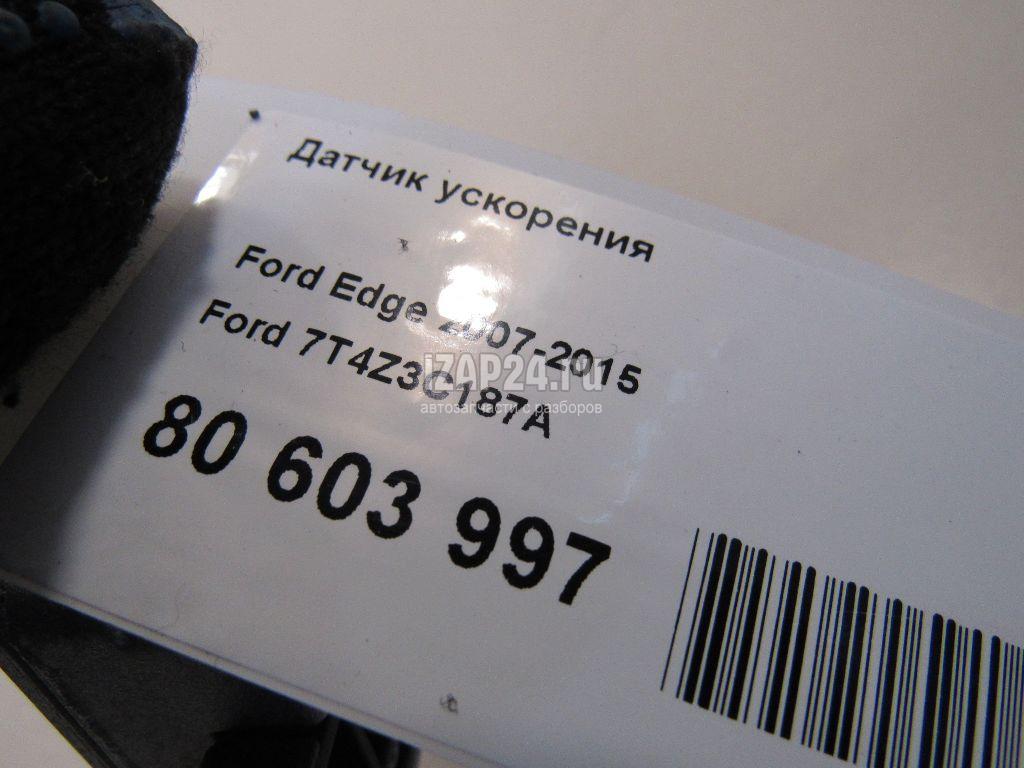 Датчик ускорения
Ford Edge 2007-2015
Ford 7T4Z3C187A
iZAP24.ru
автозапчасти с разборов
80 603 997